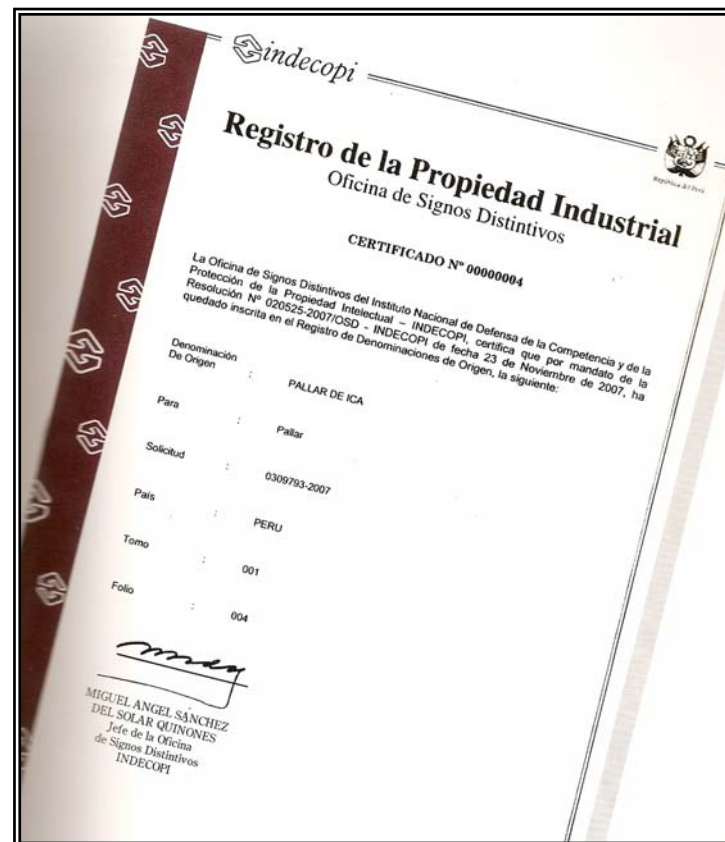 indecopi
República del Perú
Registro de la Propiedad Industrial
Oficina de Signos Distintivos
CERTIFICADO Nº 00000004
La Oficina de Signos Distintivos del Instituto Nacional de Defensa de la Competencia y de la
Protección de la Propiedad Intelectual – INDECOPI, certifica que por mandato de la
Resolución Nº 020525-2007/OSD - INDECOPI de fecha 23 de Noviembre de 2007, ha
quedado inscrita en el Registro de Denominaciones de Origen, la siguiente:
Denominación
De Origen : PALLAR DE ICA
Para : Pallar
Solicitud : 0309793-2007
País : PERU
Tomo : 001
Folio : 004
MIGUEL ANGEL SÁNCHEZ
DEL SOLAR QUINONES
Jefe de la Oficina
de Signos Distintivos
INDECOPI